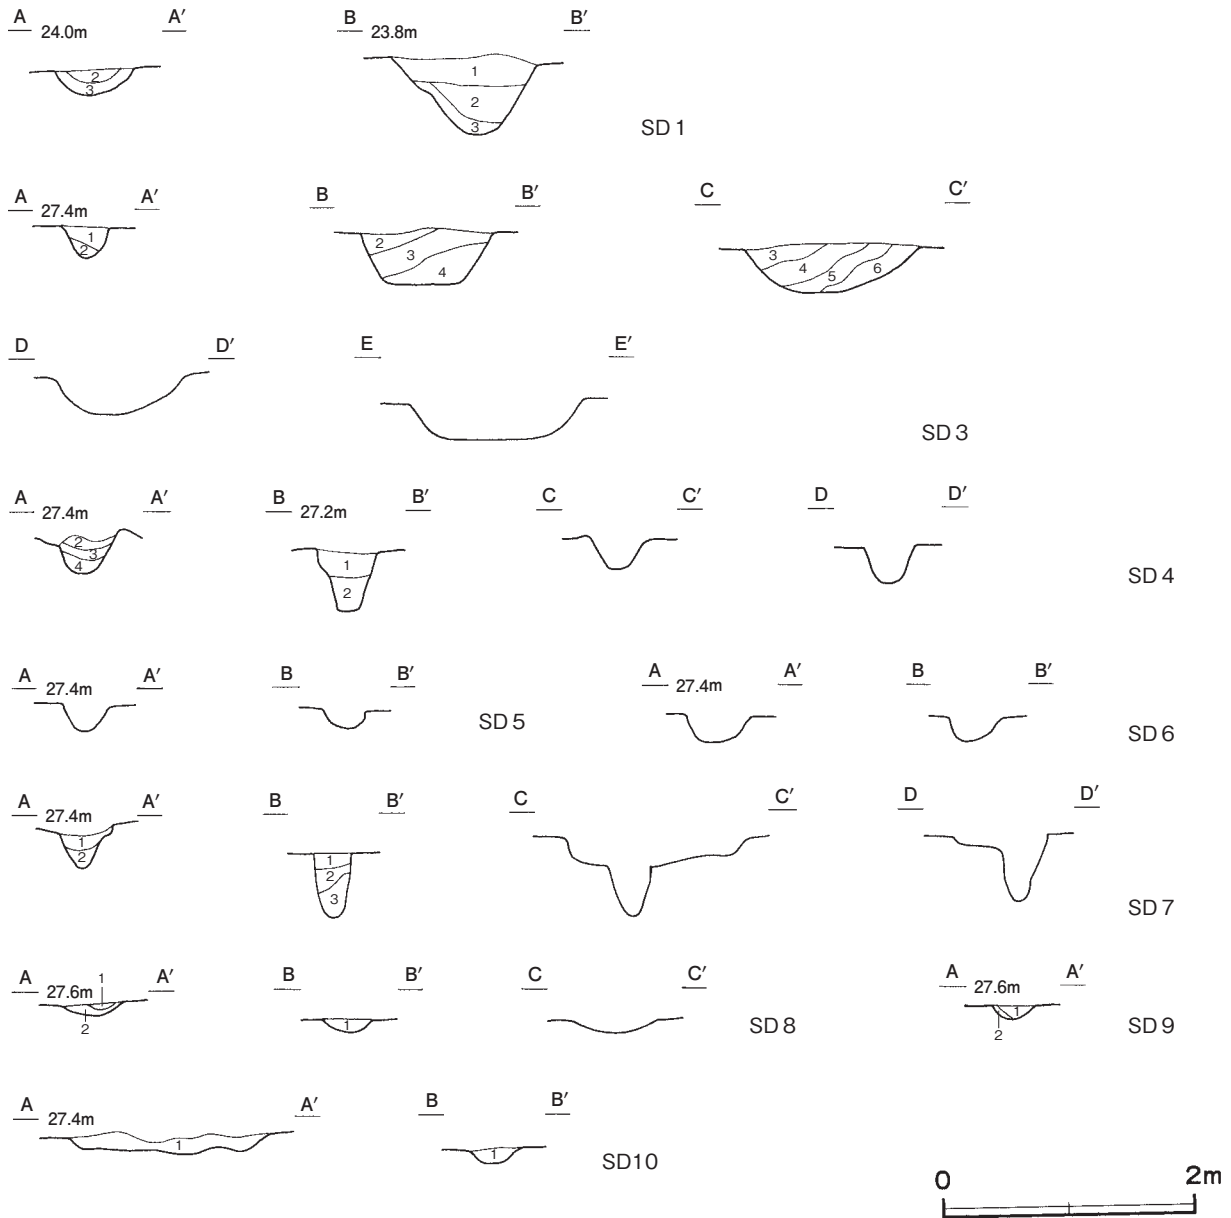 A A′ B B′
24.0m 23.8m
2
3
1
2
3
SD 1
A A′ B B′ C C′
27.4m
1
2
2
3
4
3
4
5
6
D D′ E E′
SD 3
A A′ B B′ C C′ D D′
27.4m 27.2m
2
3
4
1
2
SD 4
A A′ B B′ A A′ B B′
27.4m 27.4m
SD 5 SD 6
A A′ B B′ C C′ D D′
27.4m
1
2
1
2
3
SD 7
A A′ B B′ C C′ A A′
27.6m 1 27.6m
2
1
1
2
SD 8 SD 9
A A′ B B′
27.4m
1
1
SD10
0 2m